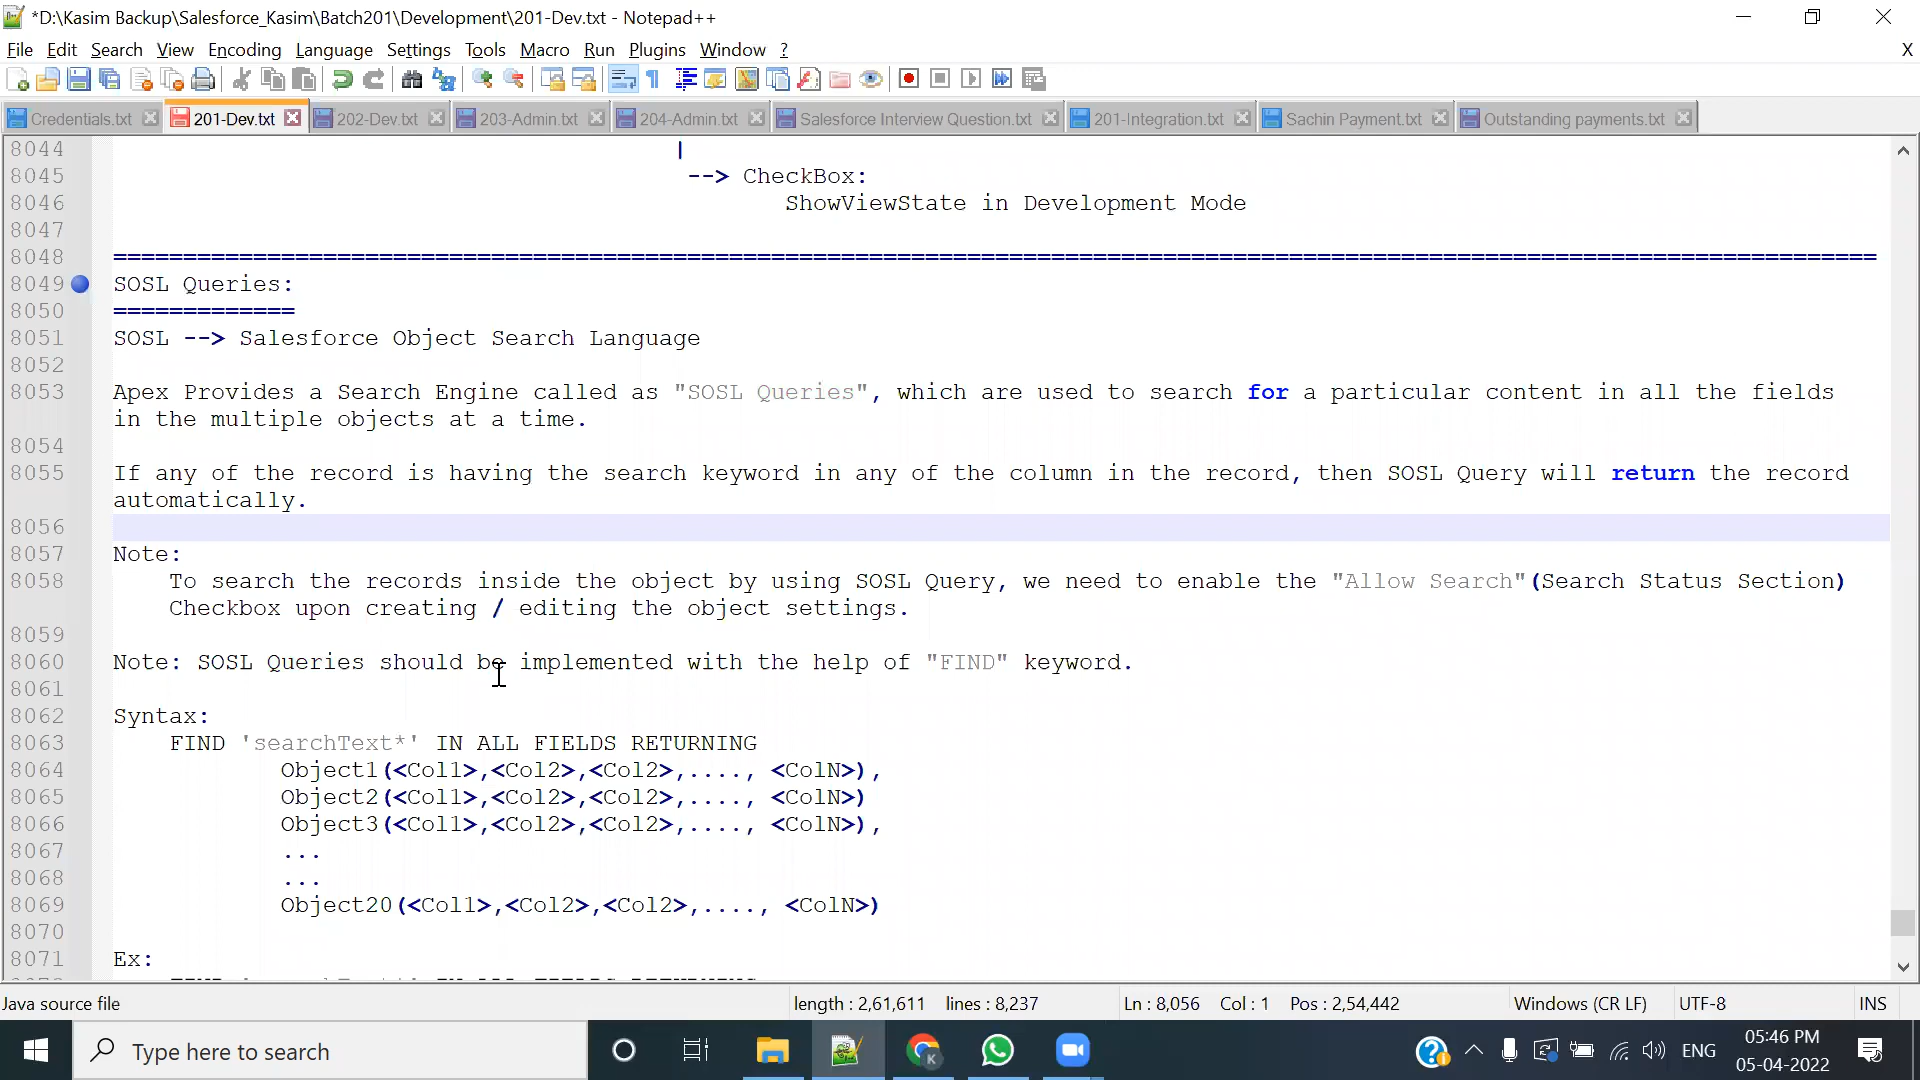 *D:\Kasim Backup\Salesforce_Kasim\Batch201\Development\201-Dev.txt - Notepad++
File Edit Search View Encoding Language Settings Tools Macro Run Plugins Window ? X
Credentials.txt 201-Dev.txt 202-Dev.txt 203-Admin.txt 204-Admin.txt Salesforce Interview Question.txt 201-Integration.txt Sachin Payment.txt Outstanding payments.txt
8044 |
8045 --> CheckBox:
8046 ShowViewState in Development Mode
8047
8048 ==============================================================================================================================
8049 SOSL Queries:
8050 =============
8051 SOSL --> Salesforce Object Search Language
8052
8053 Apex Provides a Search Engine called as "SOSL Queries", which are used to search for a particular content in all the fields
in the multiple objects at a time.
8054
8055 If any of the record is having the search keyword in any of the column in the record, then SOSL Query will return the record
automatically.
8056
8057 Note:
8058 To search the records inside the object by using SOSL Query, we need to enable the "Allow Search"(Search Status Section)
Checkbox upon creating / editing the object settings.
8059
8060 Note: SOSL Queries should be implemented with the help of "FIND" keyword.
8061
8062 Syntax:
8063 FIND 'searchText*' IN ALL FIELDS RETURNING
8064 Object1(<Col1>,<Col2>,<Col2>,...., <ColN>),
8065 Object2(<Col1>,<Col2>,<Col2>,...., <ColN>)
8066 Object3(<Col1>,<Col2>,<Col2>,...., <ColN>),
8067 ...
8068 ...
8069 Object20(<Col1>,<Col2>,<Col2>,...., <ColN>)
8070
8071 Ex:
Java source file length : 2,61,611 lines : 8,237 Ln : 8,056 Col : 1 Pos : 2,54,442 Windows (CR LF) UTF-8 INS
Type here to search K ENG 05:46 PM
05-04-2022